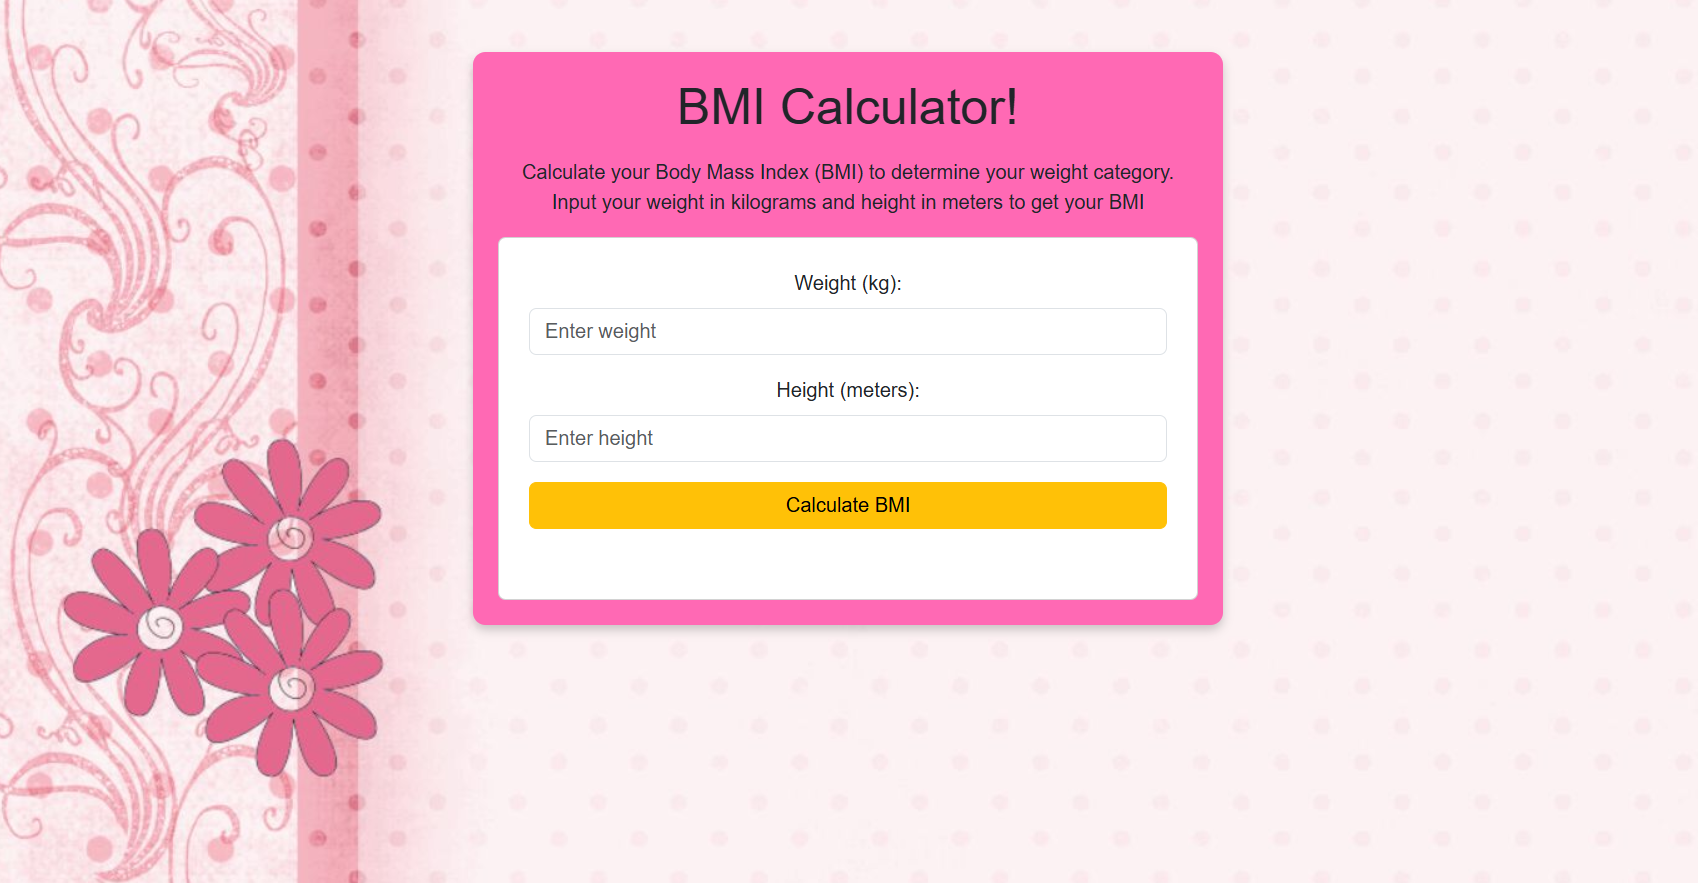 BMI Calculator!
Calculate your Body Mass Index (BMI) to determine your weight category.
Input your weight in kilograms and height in meters to get your BMI
Weight (kg):
Enter weight
Height (meters):
Enter height
Calculate BMI